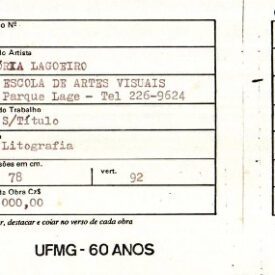 o Nº
do Artista
ÓRIA LAGOEIRO
ESCOLA DE ARTES VISUAIS
Parque Lage - Tel 226-9624
do Trabalho
S/Título
Litografia
sões em cm.
78 vert. 92
da Obra Cz$
000,00
r, destacar e colar no verso de cada obra
UFMG - 60 ANOS